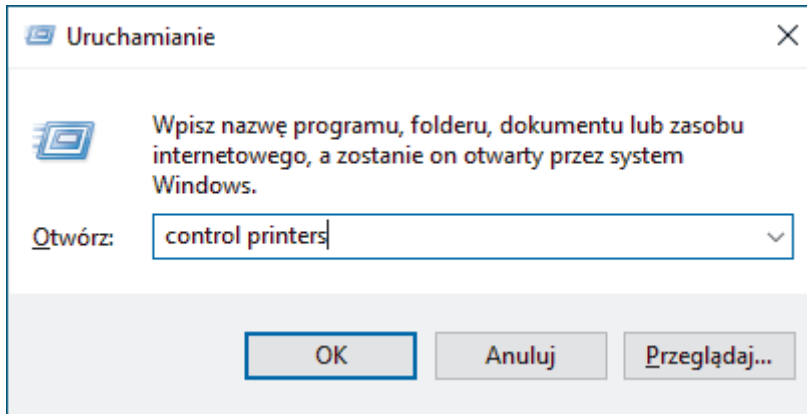 Uruchamianie
Wpisz nazwę programu, folderu, dokumentu lub zasobu
internetowego, a zostanie on otwarty przez system
Windows.
Otwórz: control printers
OK Anuluj Przeglądaj...